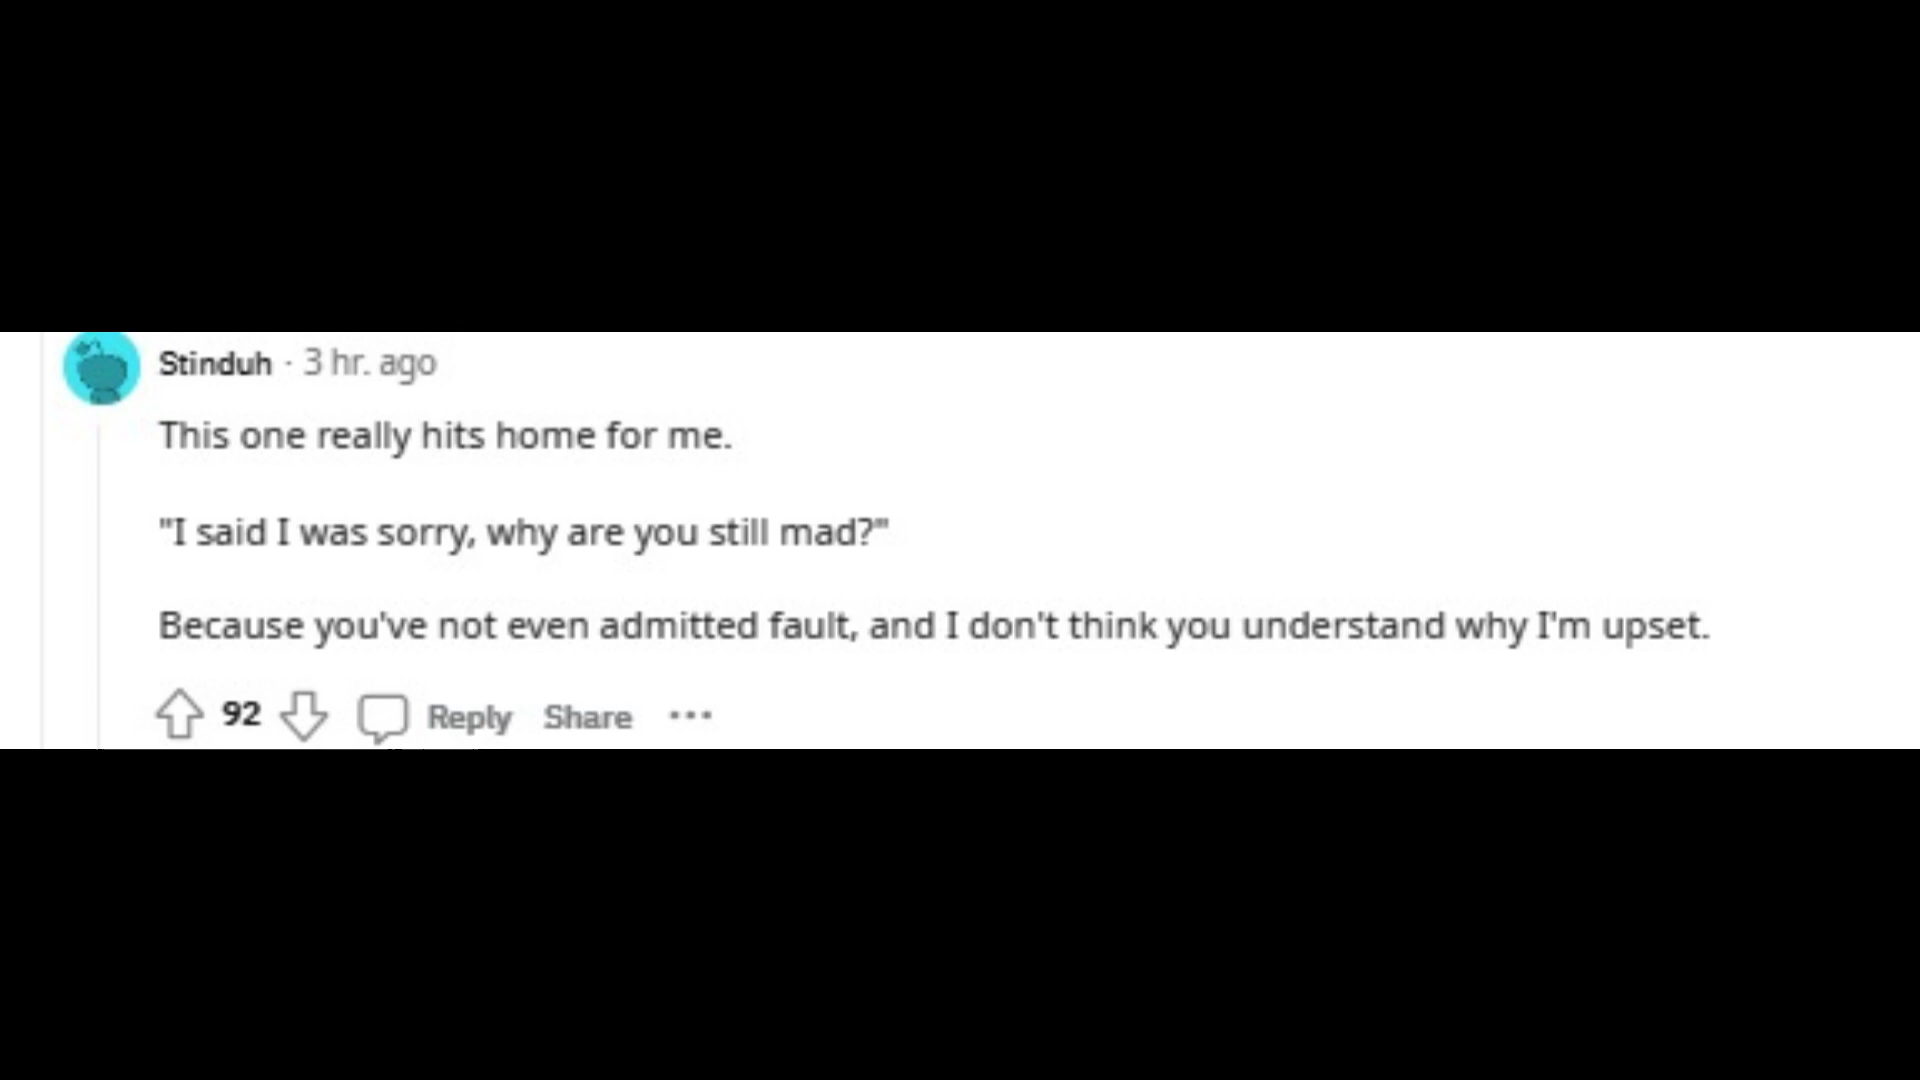 Stinduh · 3 hr. ago
This one really hits home for me.
"I said I was sorry, why are you still mad?"
Because you've not even admitted fault, and I don't think you understand why I'm upset.
92 Reply Share ···